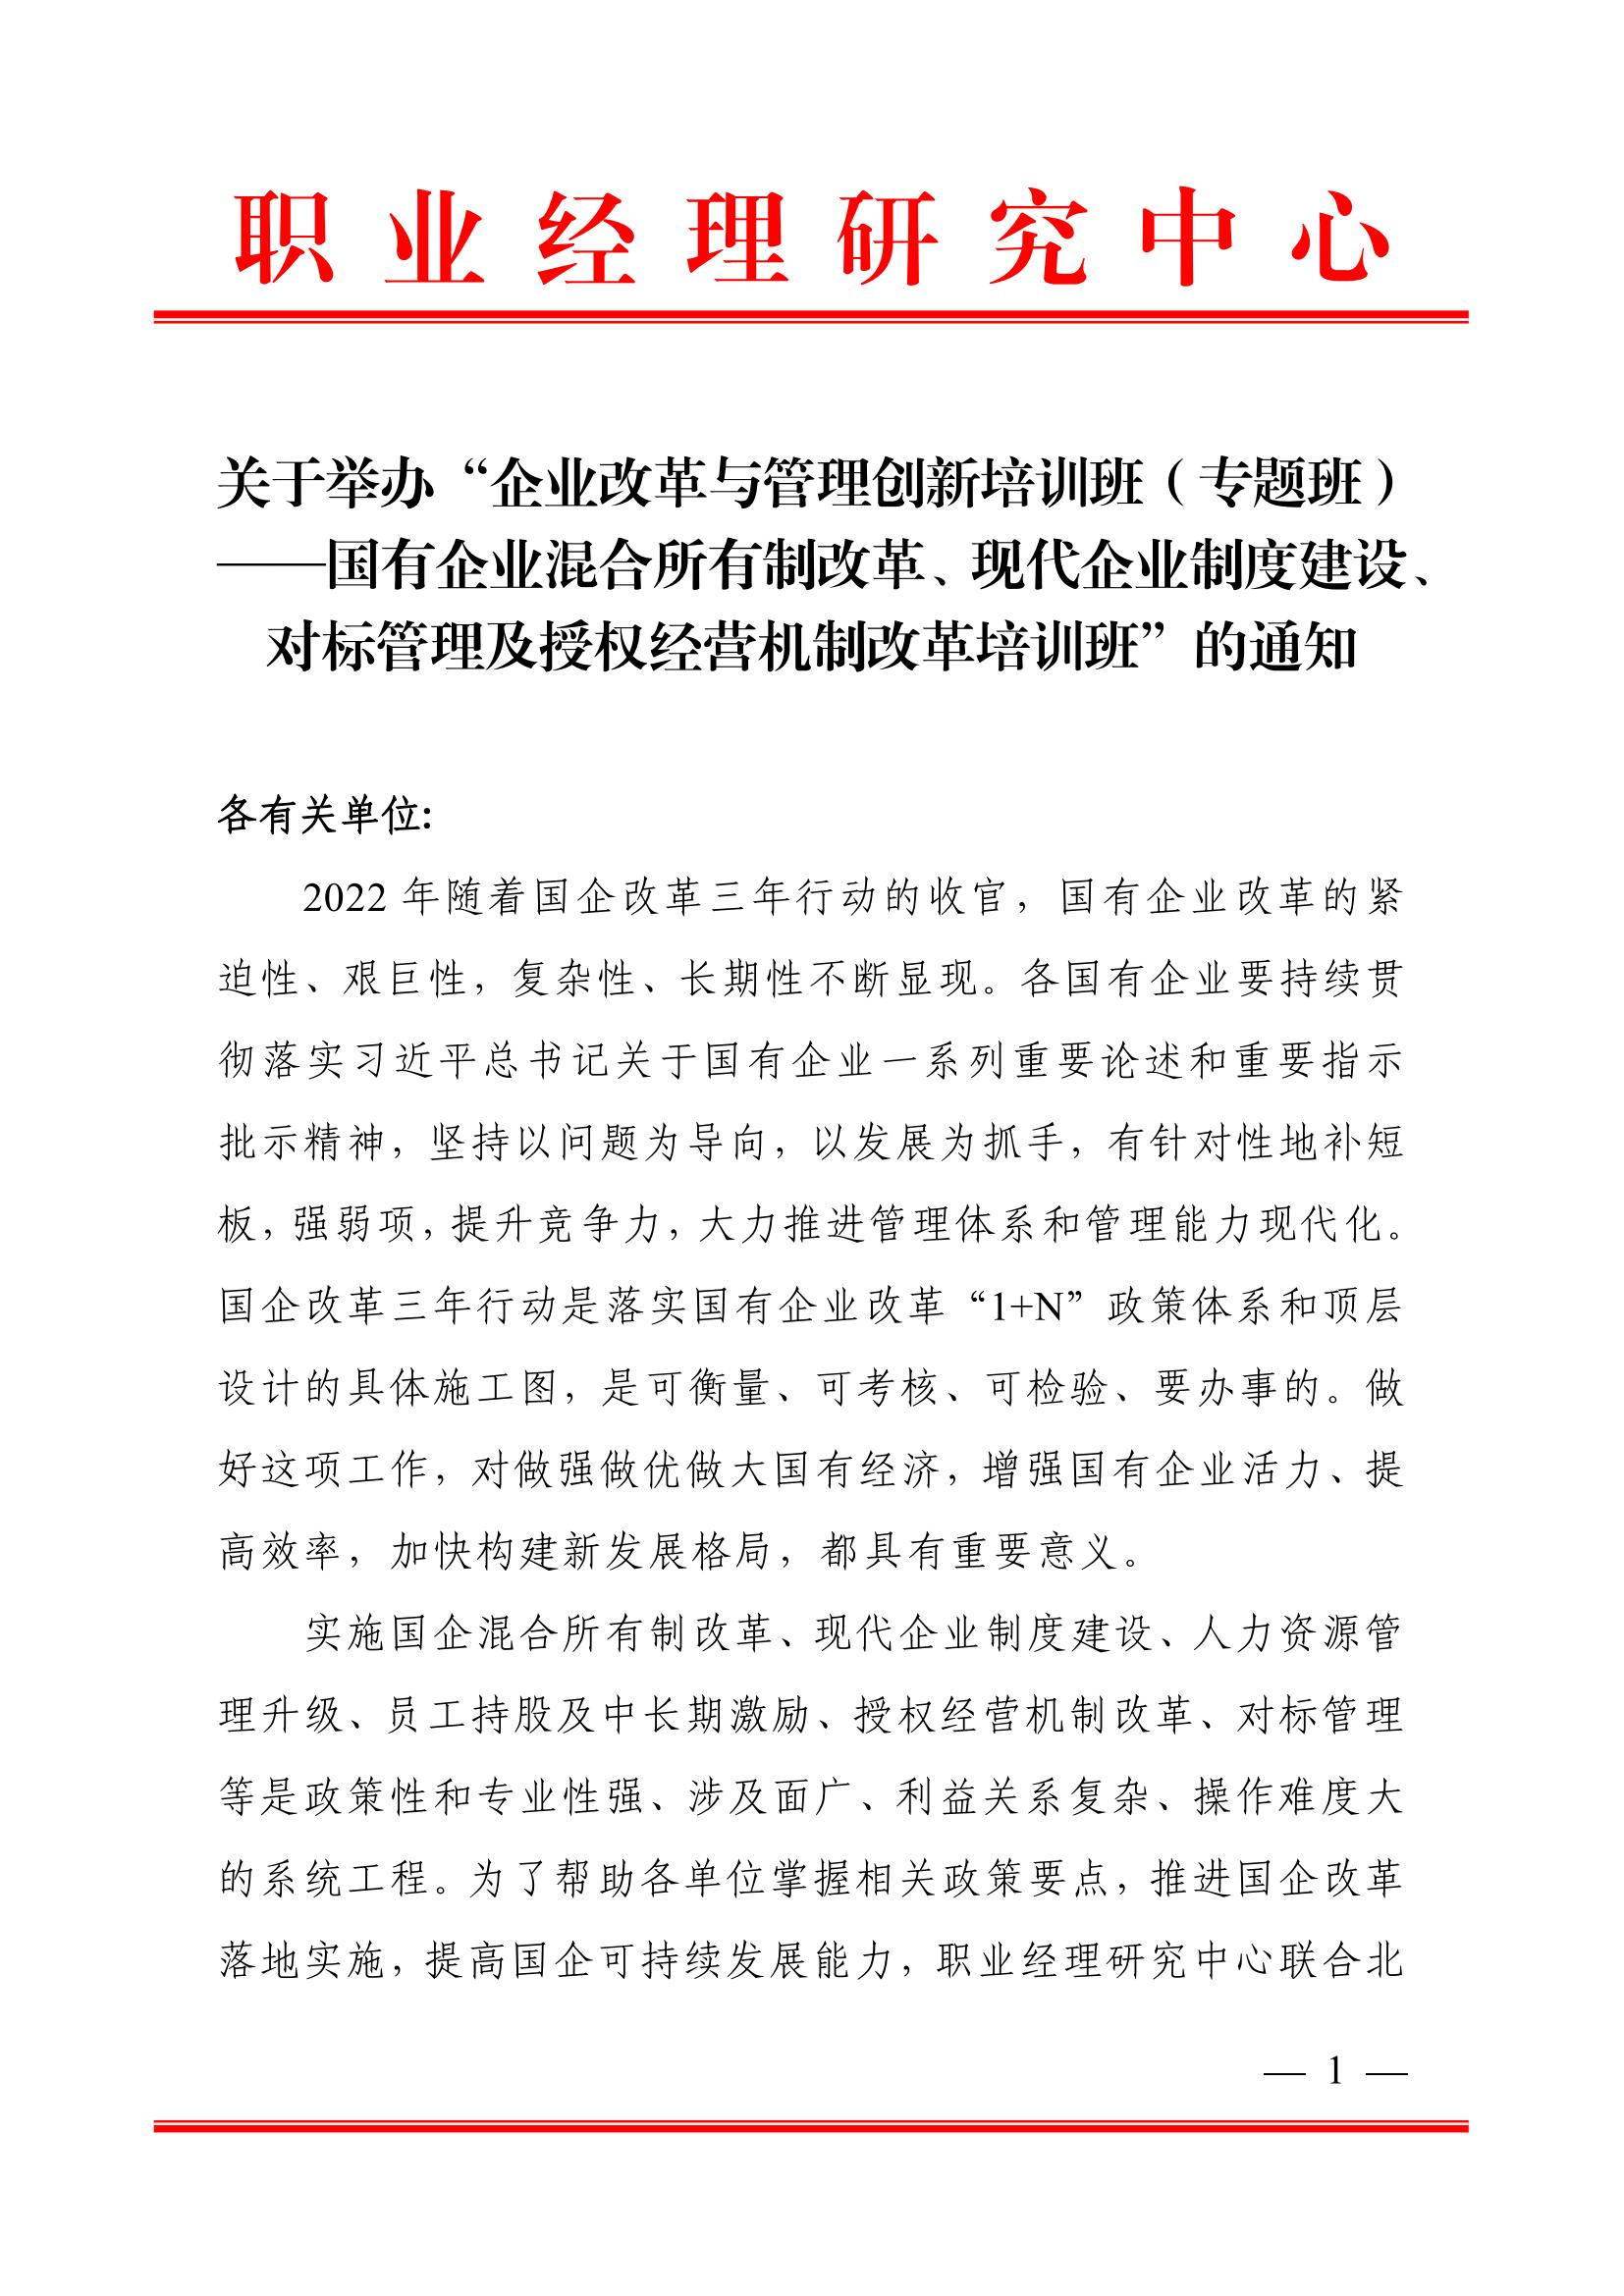 职业经理研究中心
关于举办“企业改革与管理创新培训班（专题班）
——国有企业混合所有制改革、现代企业制度建设、
对标管理及授权经营机制改革培训班”的通知
各有关单位:
2022 年随着国企改革三年行动的收官，国有企业改革的紧
迫性、艰巨性，复杂性、长期性不断显现。各国有企业要持续贯
彻落实习近平总书记关于国有企业一系列重要论述和重要指示
批示精神，坚持以问题为导向，以发展为抓手，有针对性地补短
板，强弱项，提升竞争力，大力推进管理体系和管理能力现代化。
国企改革三年行动是落实国有企业改革“1+N”政策体系和顶层
设计的具体施工图，是可衡量、可考核、可检验、要办事的。做
好这项工作，对做强做优做大国有经济，增强国有企业活力、提
高效率，加快构建新发展格局，都具有重要意义。
实施国企混合所有制改革、现代企业制度建设、人力资源管
理升级、员工持股及中长期激励、授权经营机制改革、对标管理
等是政策性和专业性强、涉及面广、利益关系复杂、操作难度大
的系统工程。为了帮助各单位掌握相关政策要点，推进国企改革
落地实施，提高国企可持续发展能力，职业经理研究中心联合北
— 1 —